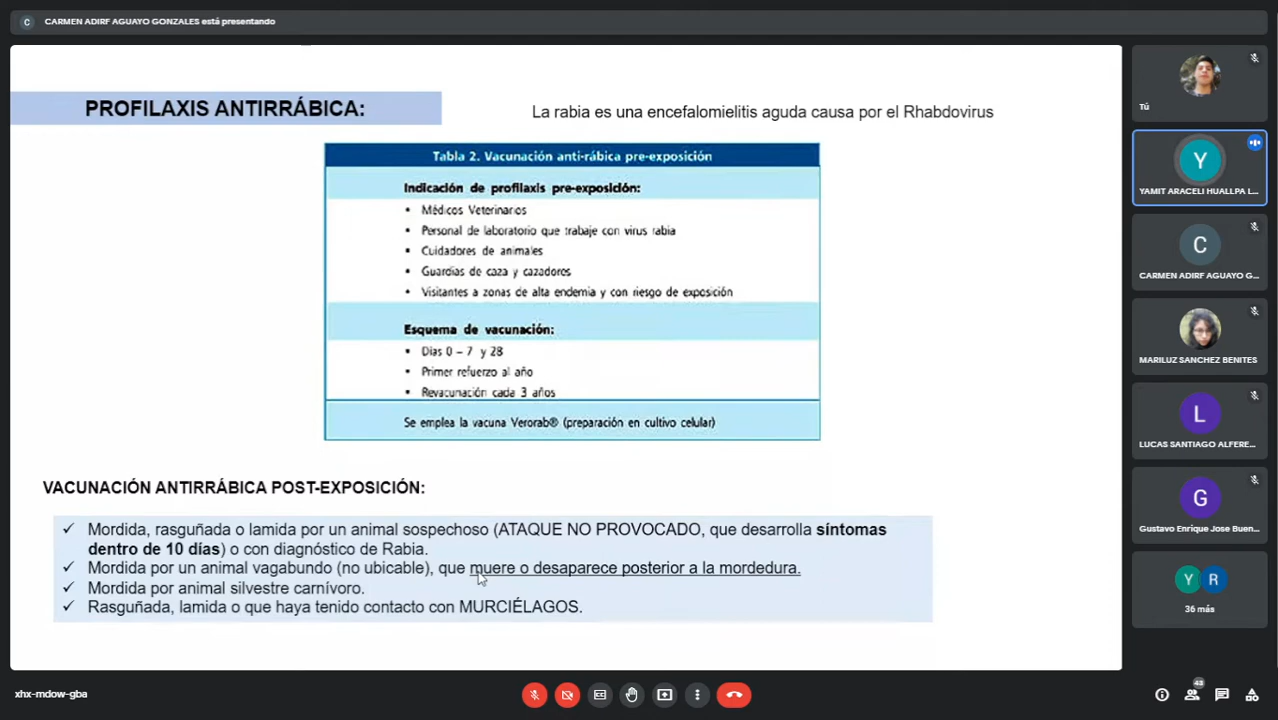 C CARMEN ADIRF AGUAYO GONZALES está presentando
PROFILAXIS ANTIRRÁBICA:
La rabia es una encefalomielitis aguda causa por el Rhabdovirus
Tabla 2. Vacunación anti-rábica pre-exposición
Indicación de profilaxis pre-exposición:
• Médicos Veterinarios
• Personal de laboratorio que trabaje con virus rabia
• Cuidadores de animales
• Guardias de caza y cazadores
• Visitantes a zonas de alta endemia y con riesgo de exposición
Esquema de vacunación:
• Días 0 – 7 y 28
• Primer refuerzo al año
• Revacunación cada 3 años
Se emplea la vacuna Verorab® (preparación en cultivo celular)
VACUNACIÓN ANTIRRÁBICA POST-EXPOSICIÓN:
✓ Mordida, rasguñada o lamida por un animal sospechoso (ATAQUE NO PROVOCADO, que desarrolla síntomas
dentro de 10 días) o con diagnóstico de Rabia.
✓ Mordida por un animal vagabundo (no ubicable), que muere o desaparece posterior a la mordedura.
✓ Mordida por animal silvestre carnívoro.
✓ Rasguñada, lamida o que haya tenido contacto con MURCIÉLAGOS.
Tú
Y
YAMIT ARACELI HUALLPA L...
C
CARMEN ADIRF AGUAYO G...
MARILUZ SANCHEZ BENITES
L
LUCAS SANTIAGO ALFERE...
G
Gustavo Enrique Jose Buen...
Y R
36 más
xhx-mdow-gba
43